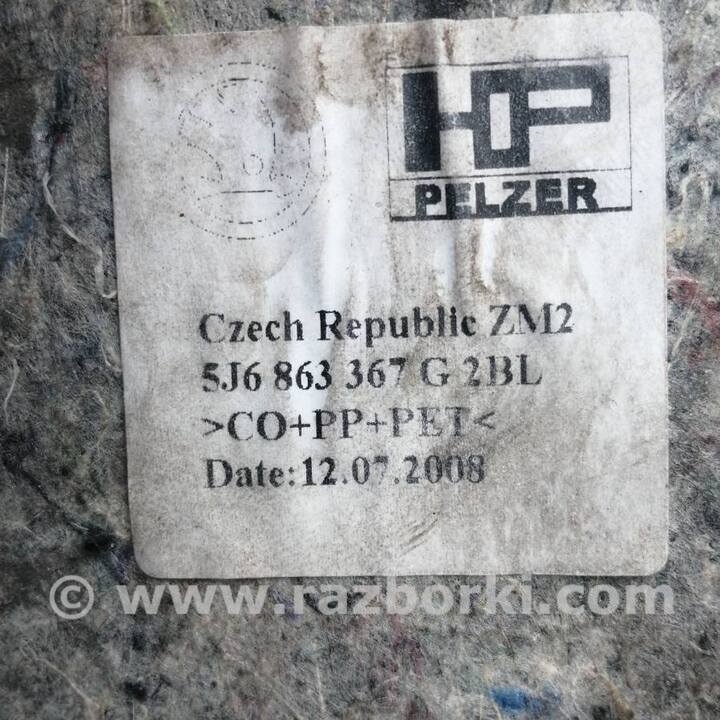 HP
PELZER
Czech Republic ZM2
5J6 863 367 G 2BL
>CO+PP+PET<
Date:12.07.2008
© www.razborki.com